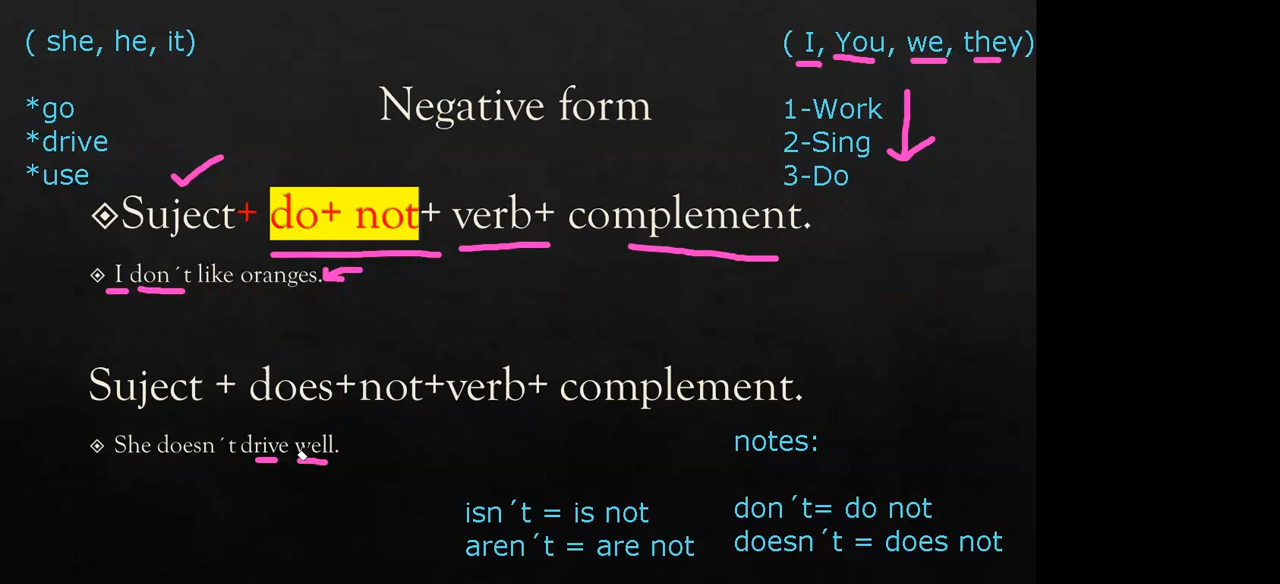 ( she, he, it)
( I, You, we, they)
Negative form
*go
*drive
*use
1-Work
2-Sing
3-Do
Suject+ do+ not+ verb+ complement.
I don´t like oranges.
Suject + does+not+verb+ complement.
She doesn´t drive well.
notes:
isn´t = is not
aren´t = are not
don´t= do not
doesn´t = does not